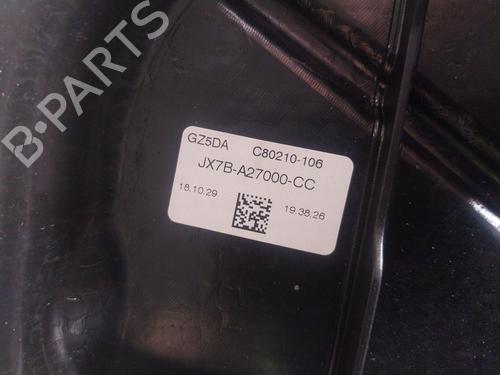 B-PARTS
GZ5DA C80210-106
JX7B-A27000-CC
18.10.29 19.38.26